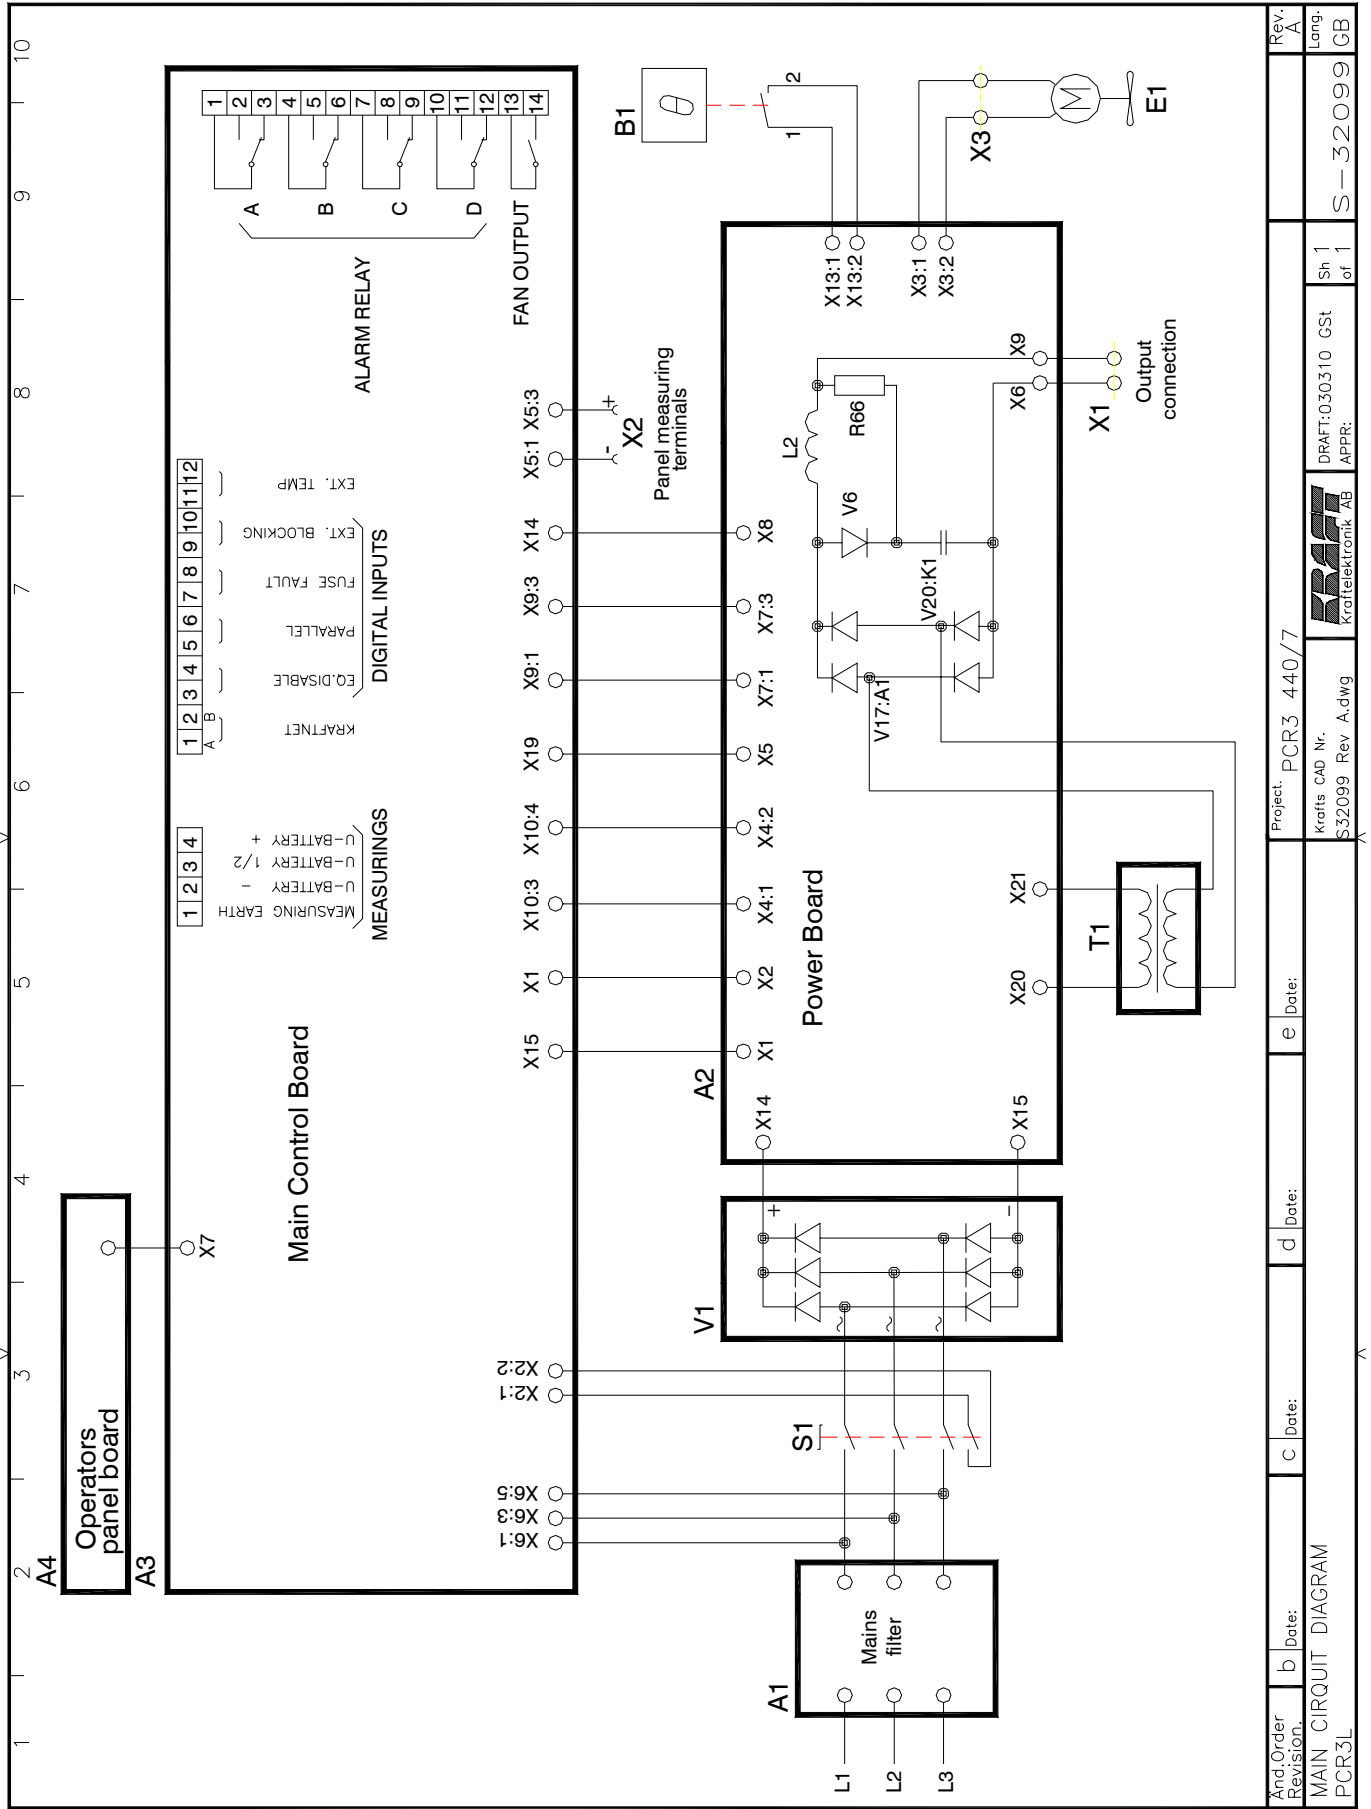 1 2 3 4 5 6 7 8 9 10
A4
Operators
panel board
A3
X7
Main Control Board
1 2 3 4
MEASURING EARTH
U-BATTERY -
U-BATTERY 1/2
U-BATTERY +
MEASURINGS
1 2 3 4 5 6 7 8 9 10 11 12
A B
KRAFTNET
EQ.DISABLE
PARALLEL
FUSE FAULT
EXT. BLOCKING
EXT. TEMP
DIGITAL INPUTS
1
2
3
4
5
6
7
8
9
10
11
12
13
14
A
B
C
D
ALARM RELAY
FAN OUTPUT
X6:1 X6:3 X6:5
X2:1 X2:2
X15 X1 X10:3 X10:4 X19 X9:1 X9:3 X14 X5:1 X5:3
- +
X2
Panel measuring
terminals
B1
θ
1 2
A1
Mains
filter
L1
L2
L3
S1
V1
~ ~ ~
+
-
A2
X14
X15
X1 X2 X4:1 X4:2 X5 X7:1 X7:3 X8
Power Board
V17:A1
V20:K1
V6
L2
R66
X13:1
X13:2
X3:1
X3:2
X20 X21
X6 X9
T1
X1
Output
connection
X3
M
E1
And.Order
Revision.
b Date:
c Date:
d Date:
e Date:
Project.
PCR3 440/7
Rev.
A
MAIN CIRQUIT DIAGRAM
PCR3L
Krafts CAD Nr.
S32099 Rev A.dwg
KRAFT
Kraftelektronik AB
DRAFT:030310 GSt
APPR:
Sh 1
of 1
S-32099
Lang.
GB